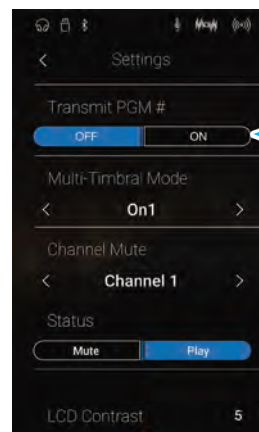 Settings
Transmit PGM #
OFF ON
Multi-Timbral Mode
< On1 >
Channel Mute
< Channel 1 >
Status
Mute Play
LCD Contrast 5